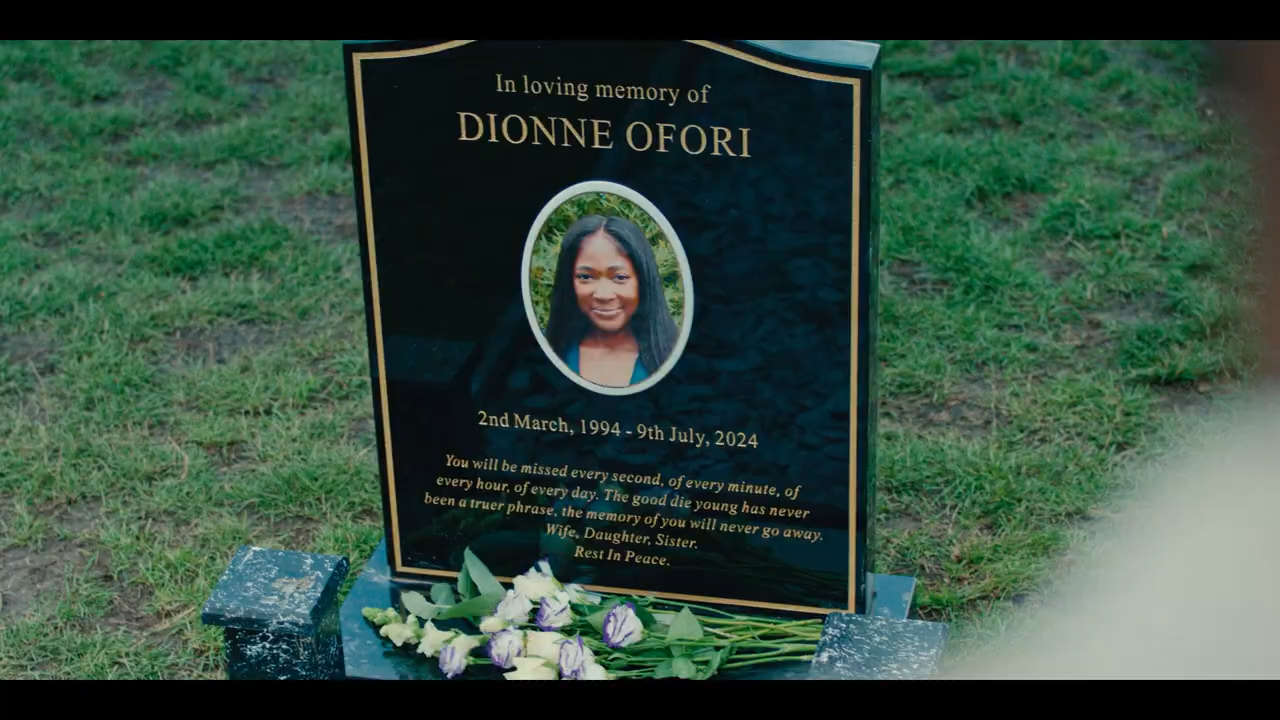 In loving memory of
DIONNE OFORI
2nd March, 1994 - 9th July, 2024
You will be missed every second, of every minute, of
every hour, of every day. The good die young has never
been a truer phrase, the memory of you will never go away.
Wife, Daughter, Sister.
Rest In Peace.